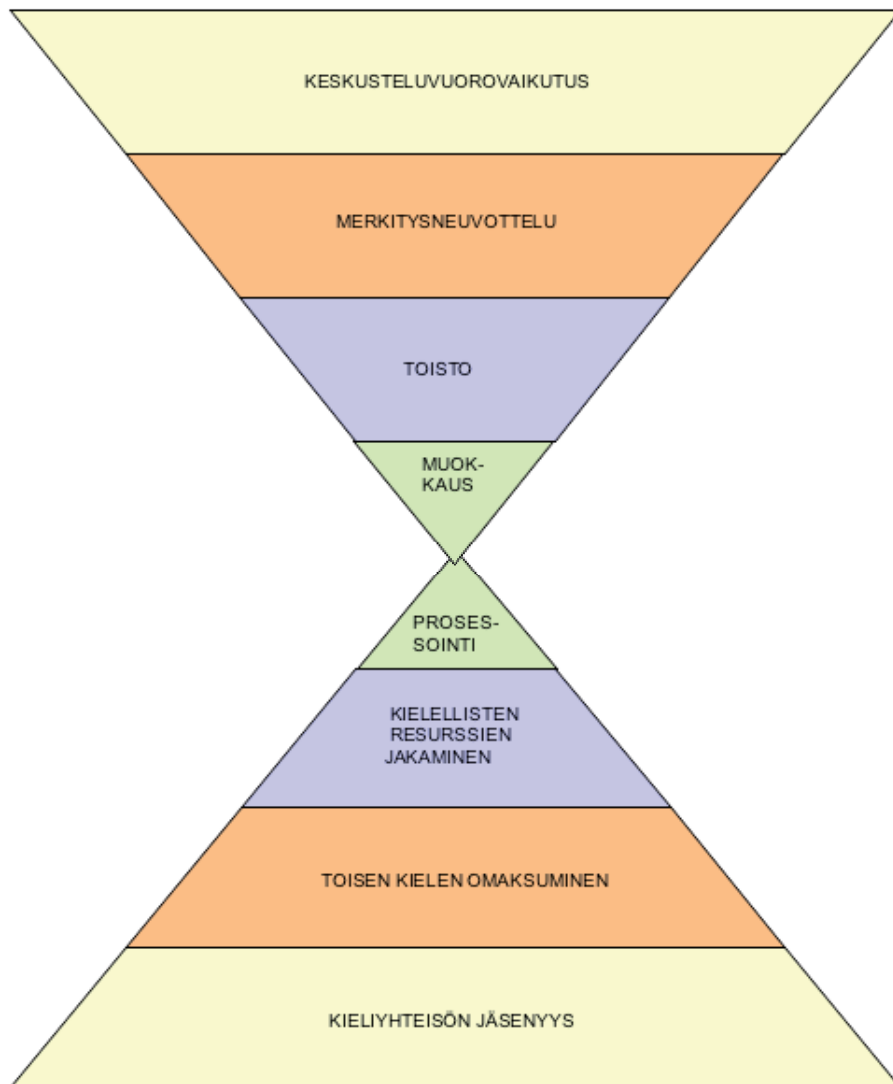 KESKUSTELUVUOROVAIKUTUS
MERKITYSNEUVOTTELU
TOISTO
MUOK-
KAUS
PROSES-
SOINTI
KIELELLISTEN
RESURSSIEN
JAKAMINEN
TOISEN KIELEN OMAKSUMINEN
KIELIYHTEISÖN JÄSENYYS